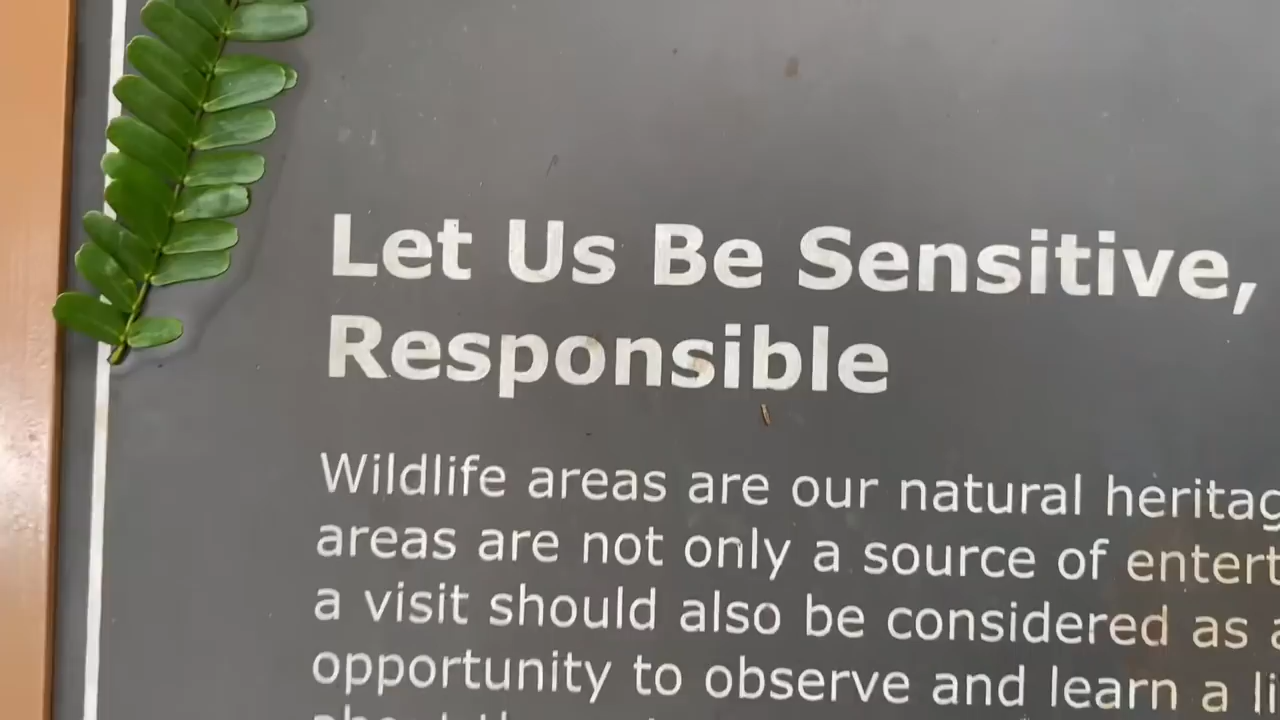 Let Us Be Sensitive,
Responsible
Wildlife areas are our natural heritag
areas are not only a source of entert
a visit should also be considered as a
opportunity to observe and learn a li